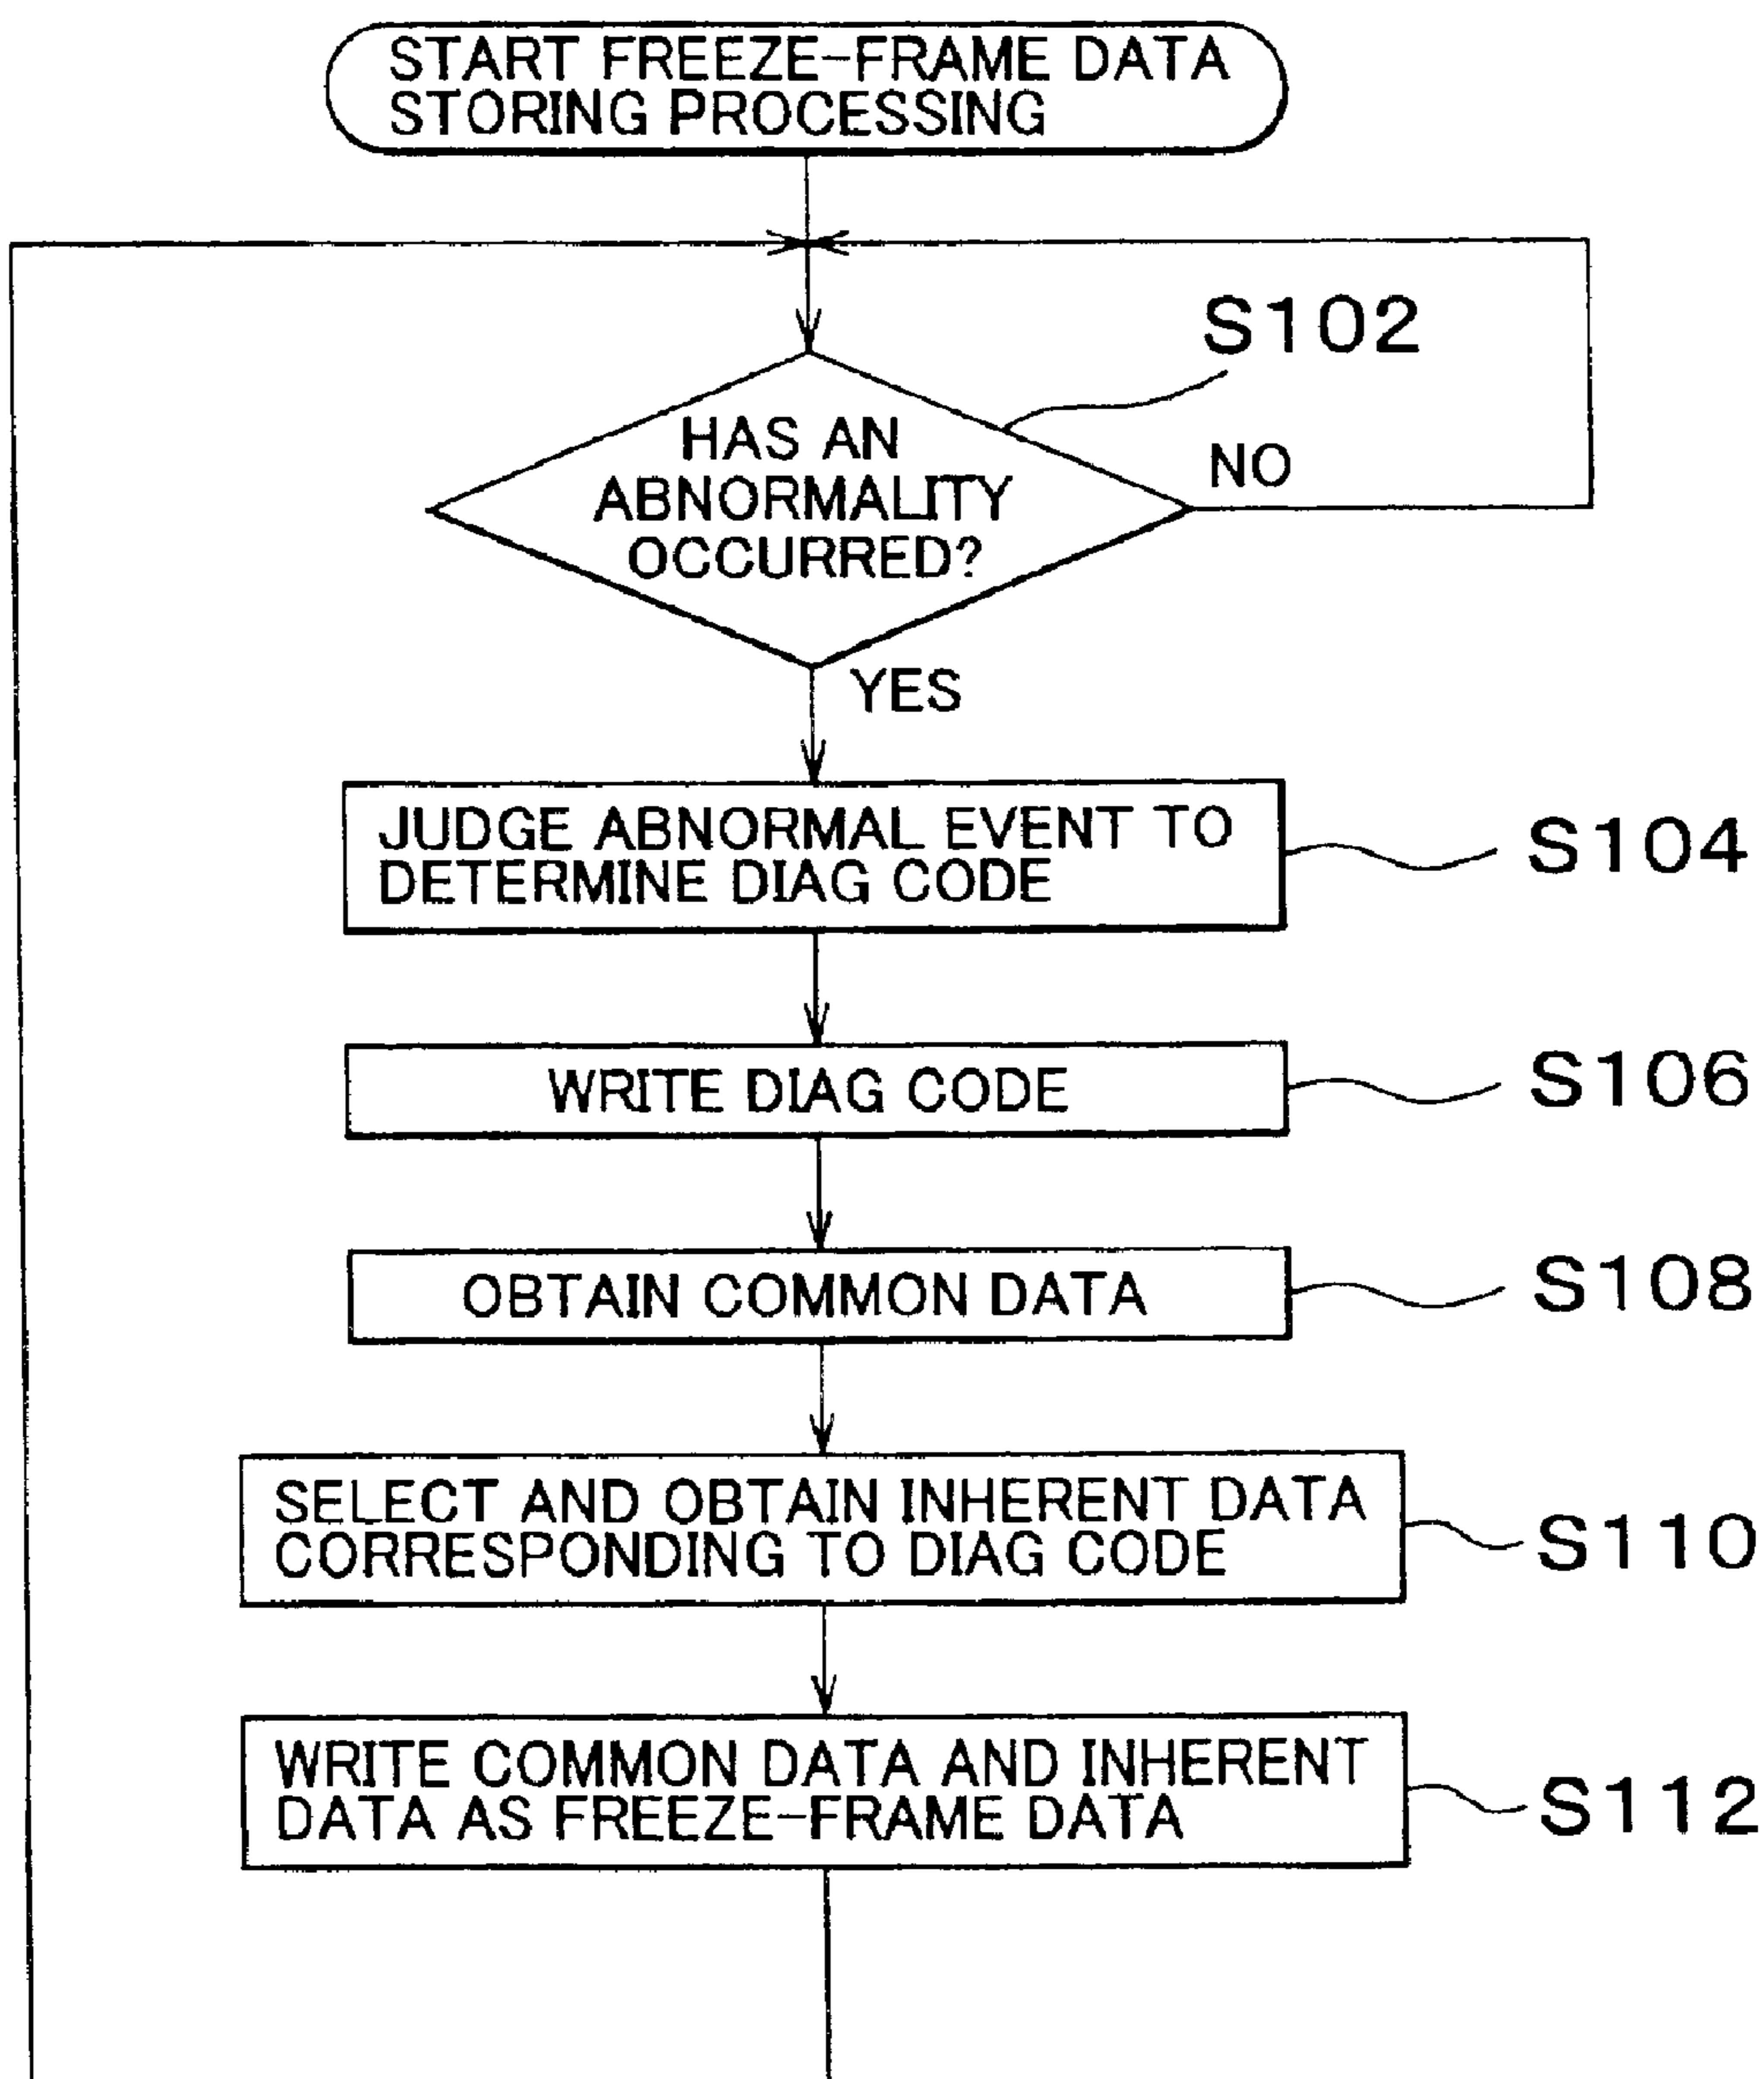 START FREEZE-FRAME DATA
STORING PROCESSING
S102
HAS AN
ABNORMALITY
OCCURRED?
NO
YES
JUDGE ABNORMAL EVENT TO
DETERMINE DIAG CODE
S104
WRITE DIAG CODE
S106
OBTAIN COMMON DATA
S108
SELECT AND OBTAIN INHERENT DATA
CORRESPONDING TO DIAG CODE
S110
WRITE COMMON DATA AND INHERENT
DATA AS FREEZE-FRAME DATA
S112